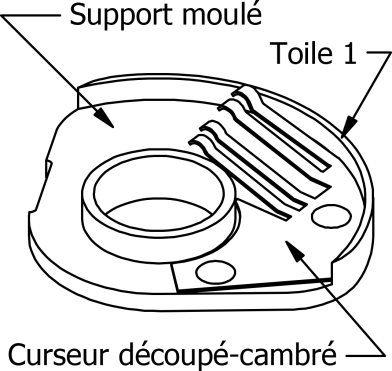 Support moulé
Toile 1
Curseur découpé-cambré